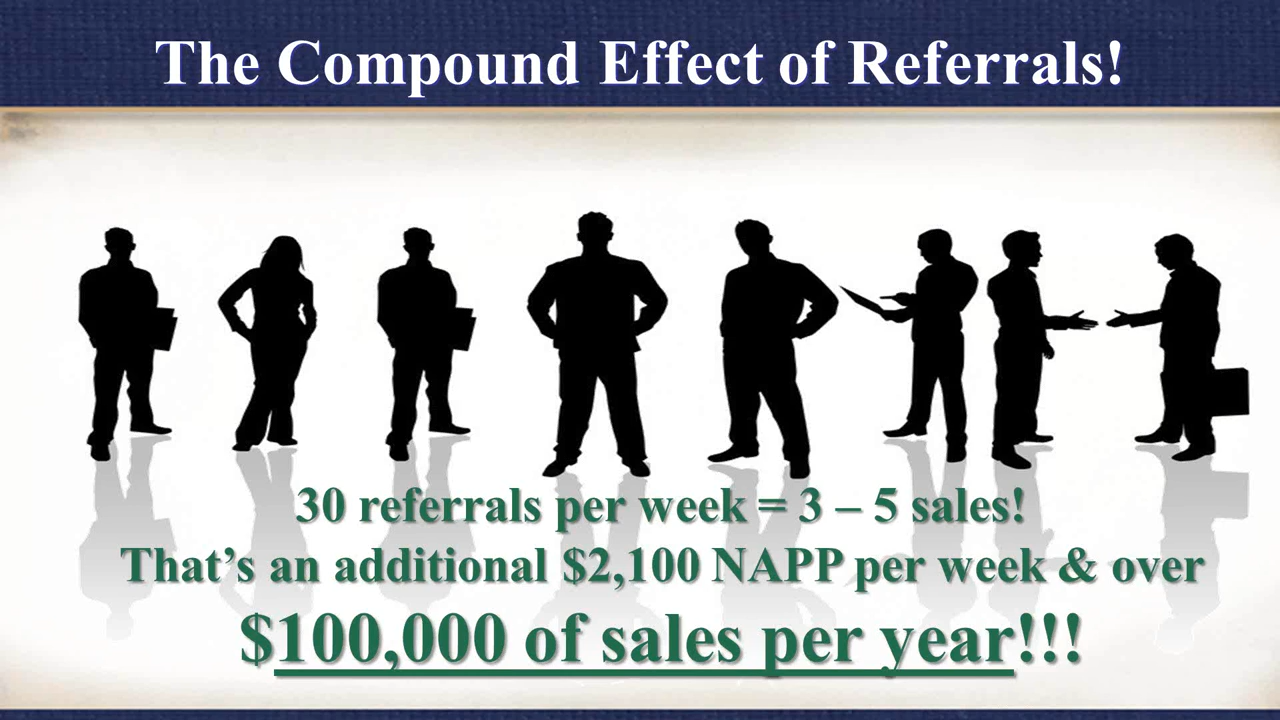 The Compound Effect of Referrals!
30 referrals per week = 3 – 5 sales!
That’s an additional $2,100 NAPP per week & over
$100,000 of sales per year!!!